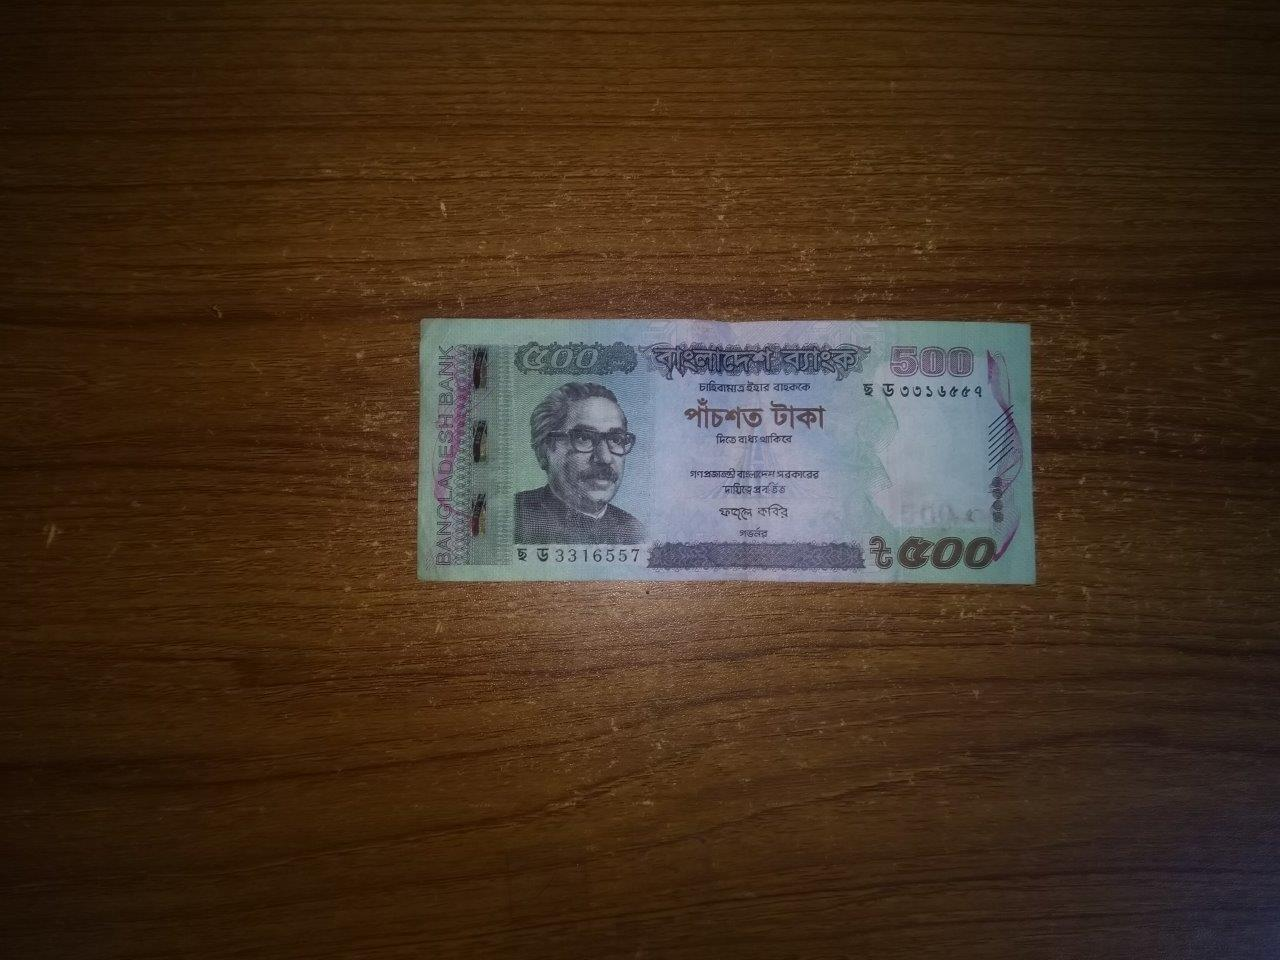 BANGLADESH BANK
৫০০
বাংলাদেশ ব্যাংক
500
চাহিবামাত্র ইহার বাহককে
ছ ড ৩৩১৬৫৫৭
পাঁচশত টাকা
দিতে বাধ্য থাকিবে
গণপ্রজাতন্ত্রী বাংলাদেশ সরকারের
দায়িত্বে প্রবর্তিত
ফজলে কবির
গভর্নর
ছ ড 3316557
৳৫০০